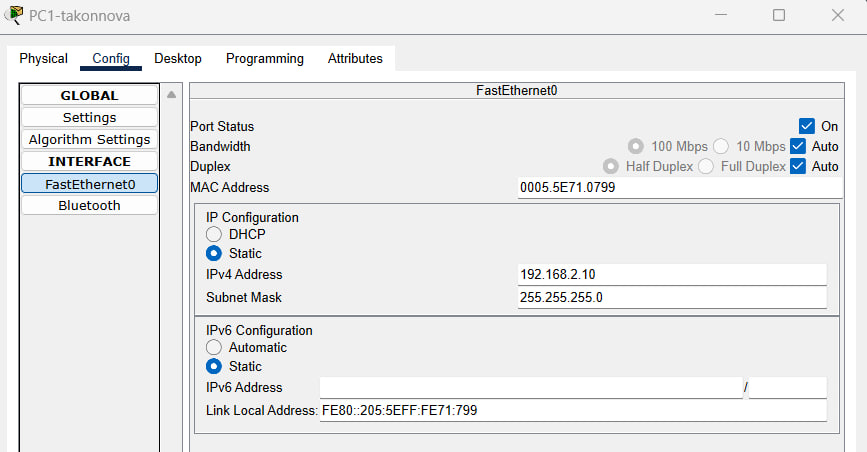 PC1-takonnova
Physical Config Desktop Programming Attributes
GLOBAL
Settings
Algorithm Settings
INTERFACE
FastEthernet0
Bluetooth
FastEthernet0
Port Status On
Bandwidth 100 Mbps 10 Mbps Auto
Duplex Half Duplex Full Duplex Auto
MAC Address 0005.5E71.0799
IP Configuration
DHCP
Static
IPv4 Address 192.168.2.10
Subnet Mask 255.255.255.0
IPv6 Configuration
Automatic
Static
IPv6 Address /
Link Local Address: FE80::205:5EFF:FE71:799